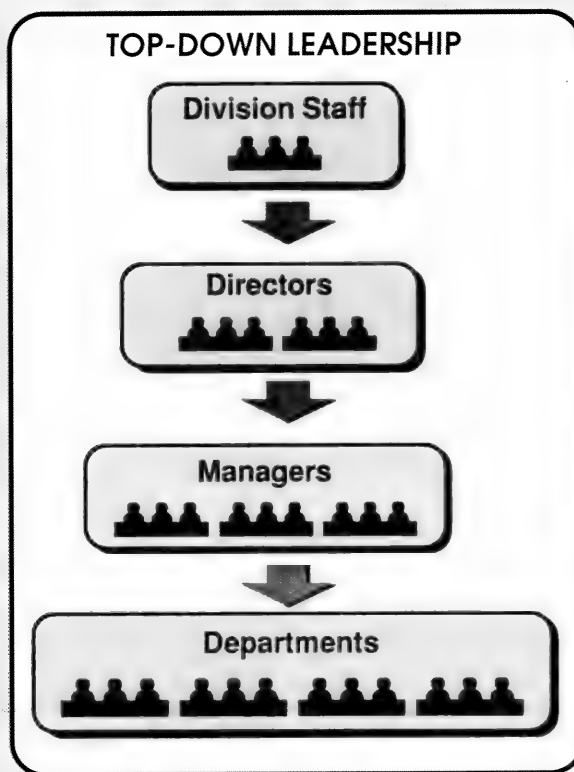 TOP-DOWN LEADERSHIP
Division Staff
Directors
Managers
Departments